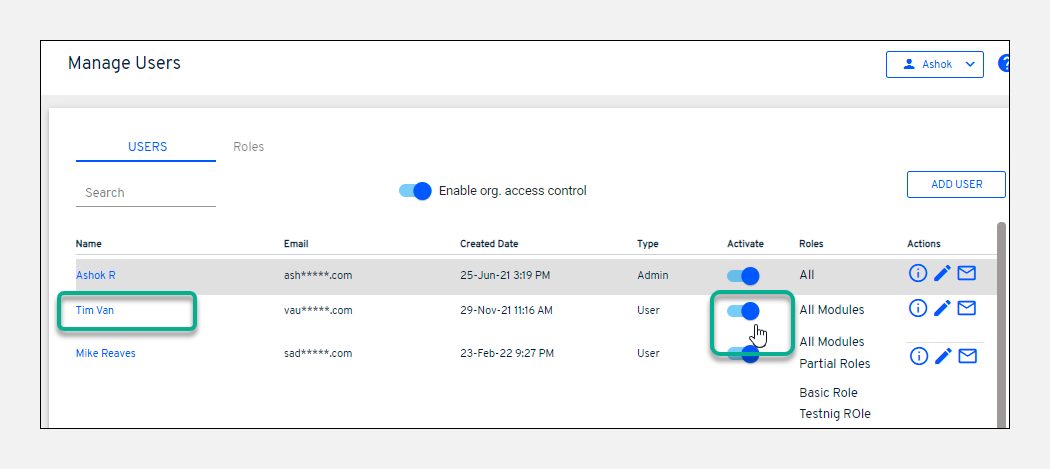 Manage Users
Ashok
?
USERS Roles
Search
Enable org. access control
ADD USER
Name Email Created Date Type Activate Roles Actions
Ashok R ash*****.com 25-Jun-21 3:19 PM Admin All
Tim Van vau*****.com 29-Nov-21 11:16 AM User All Modules
All Modules
Mike Reaves sad*****.com 23-Feb-22 9:27 PM User Partial Roles
Basic Role
Testnig ROle